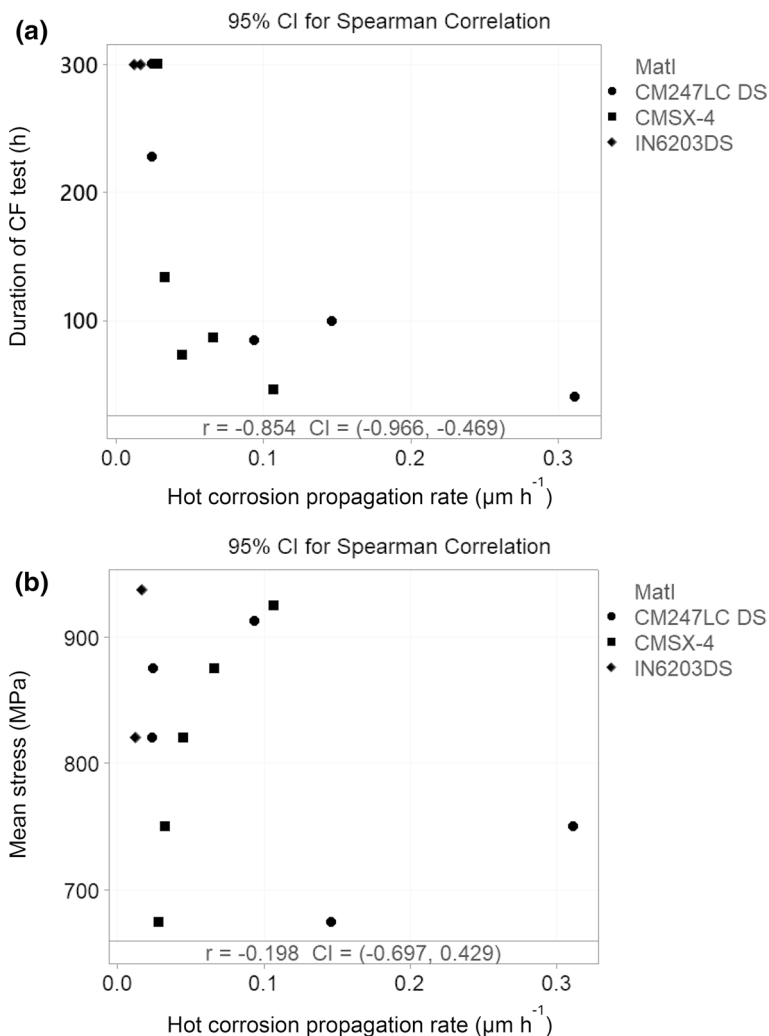 (a)
95% CI for Spearman Correlation
300
200
100
Duration of CF test (h)
Matl
CM247LC DS
CMSX-4
IN6203DS
r = -0.854 CI = (-0.966, -0.469)
0.0 0.1 0.2 0.3
Hot corrosion propagation rate (µm h⁻¹)
(b)
95% CI for Spearman Correlation
900
800
700
Mean stress (MPa)
Matl
CM247LC DS
CMSX-4
IN6203DS
r = -0.198 CI = (-0.697, 0.429)
0.0 0.1 0.2 0.3
Hot corrosion propagation rate (µm h⁻¹)